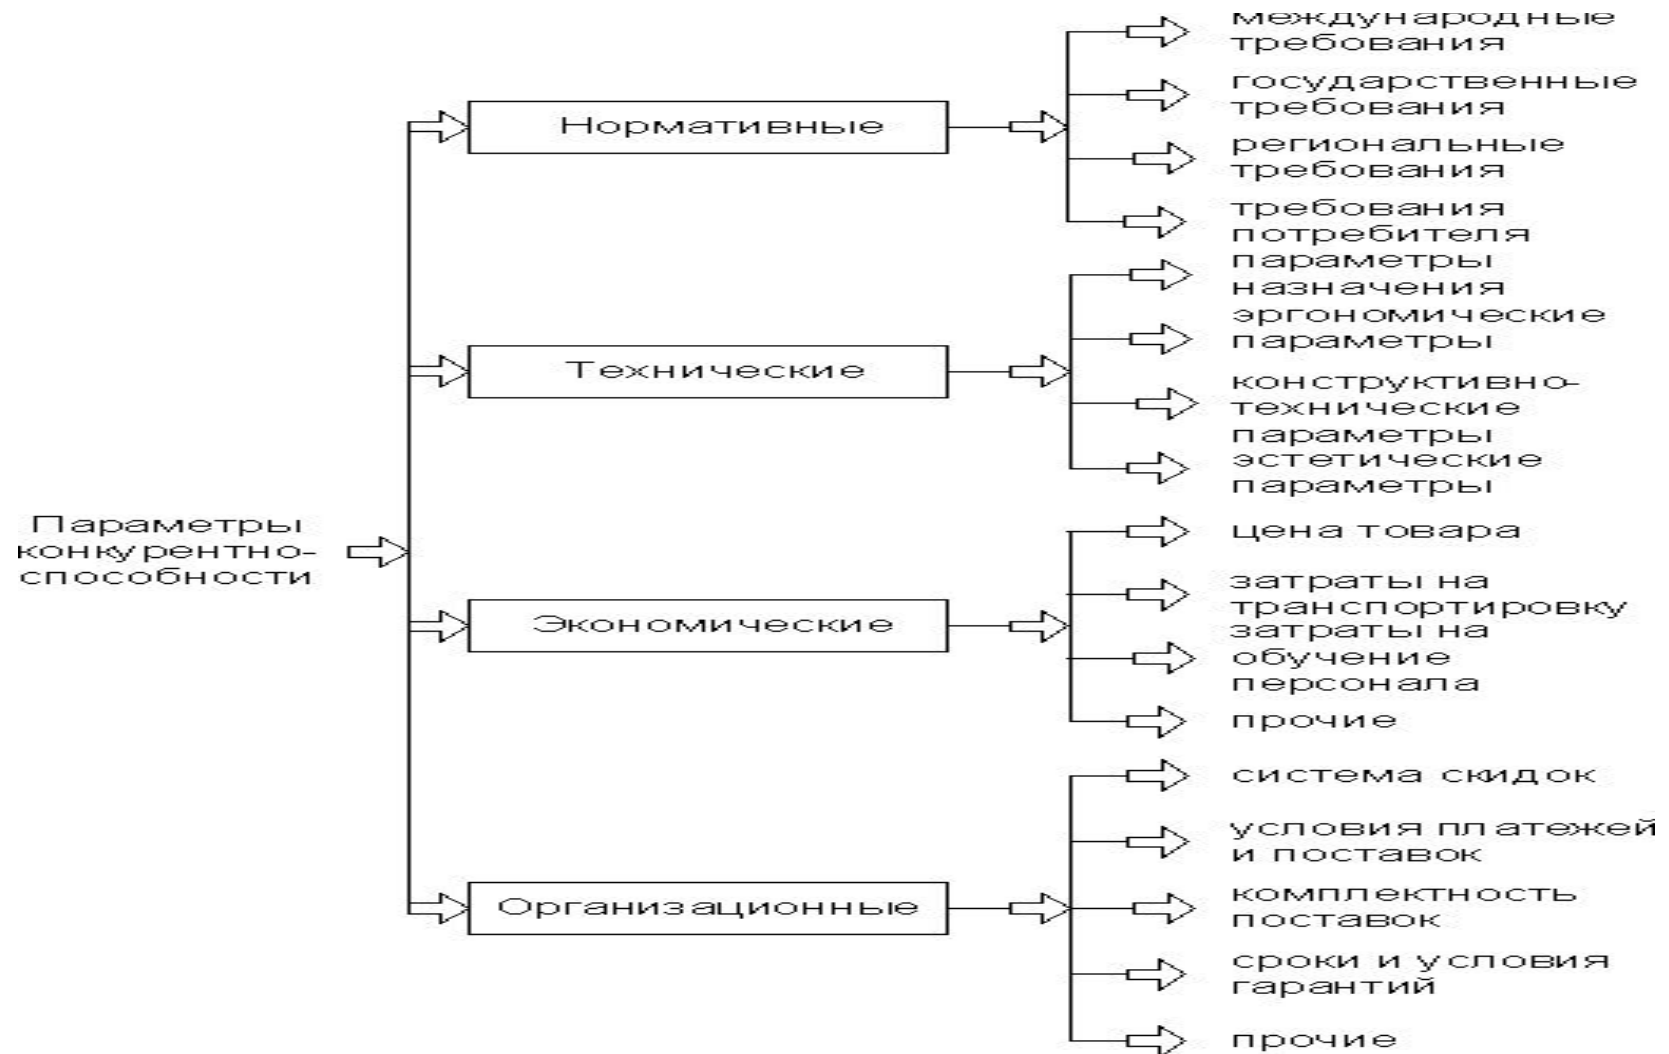 Параметры
конкурентно-
способности
Нормативные
международные
требования
государственные
требования
региональные
требования
требования
потребителя
Технические
параметры
назначения
эргономические
параметры
конструктивно-
технические
параметры
эстетические
параметры
Экономические
цена товара
затраты на
транспортировку
затраты на
обучение
персонала
прочие
Организационные
система скидок
условия платежей
и поставок
комплектность
поставок
сроки и условия
гарантий
прочие